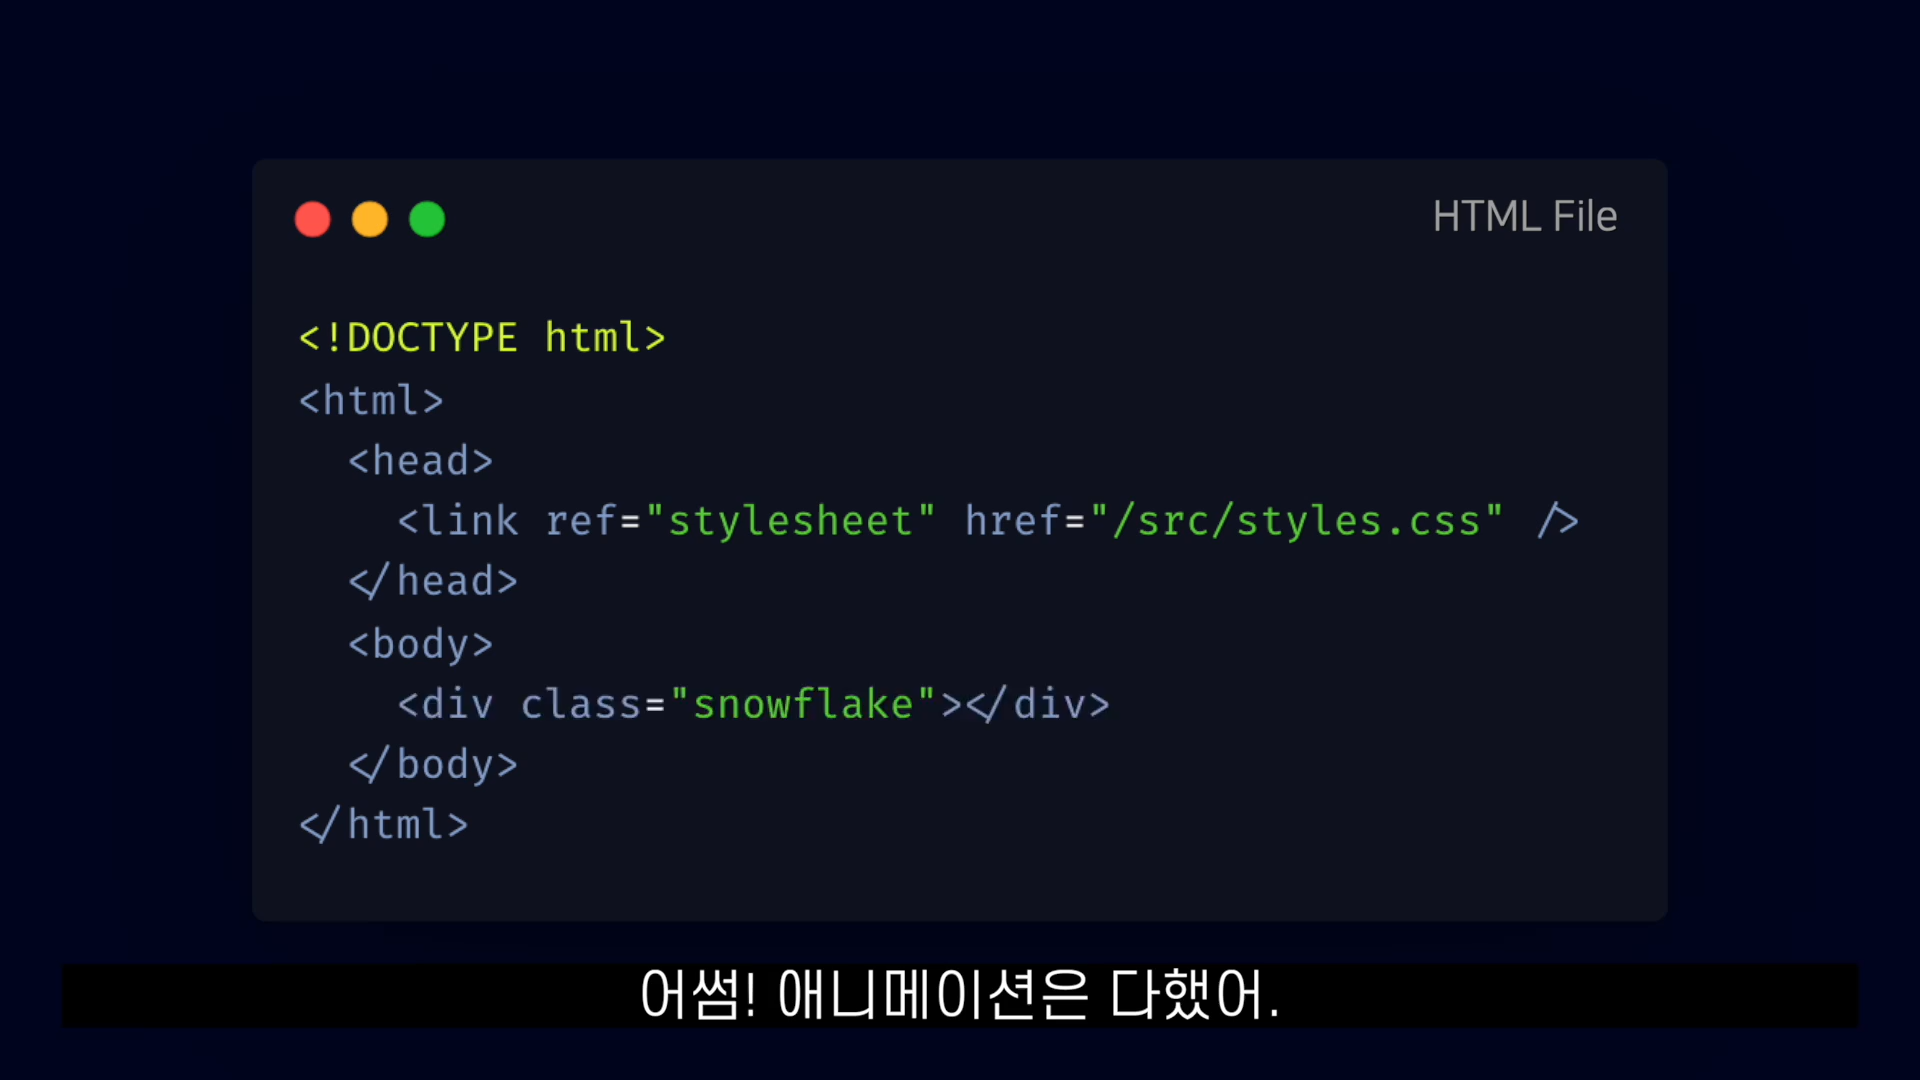 HTML File
<!DOCTYPE html>
<html>
  <head>
    <link ref="stylesheet" href="/src/styles.css" />
  </head>
  <body>
    <div class="snowflake"></div>
  </body>
</html>
어썸! 애니메이션은 다했어.